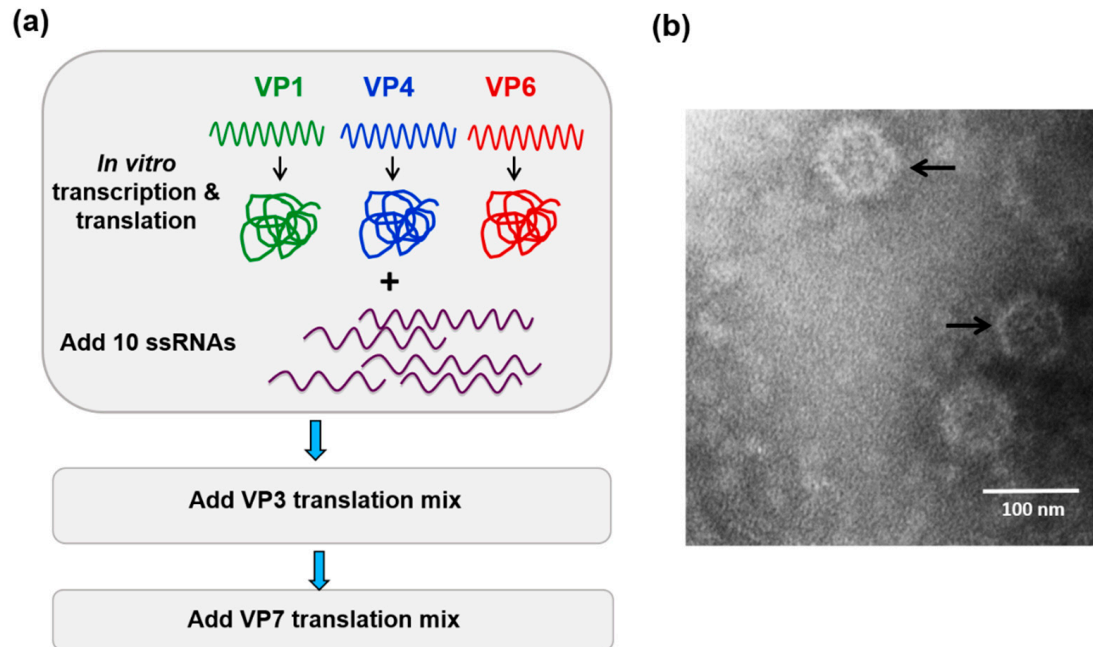 (a)
VP1 VP4 VP6
In vitro
transcription &
translation
+
Add 10 ssRNAs
Add VP3 translation mix
Add VP7 translation mix
(b)
100 nm